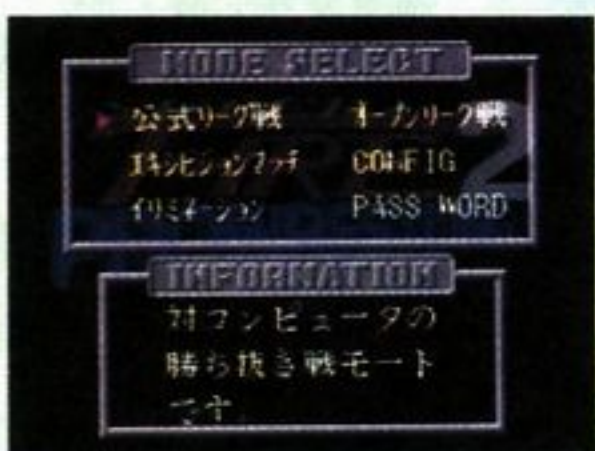 MODE SELECT
公式リーグ戦 オープンリーグ戦
エキシビションマッチ CONFIG
イリミネーション PASS WORD
INFORMATION
対コンピュータの
勝ち抜き戦モード
です。